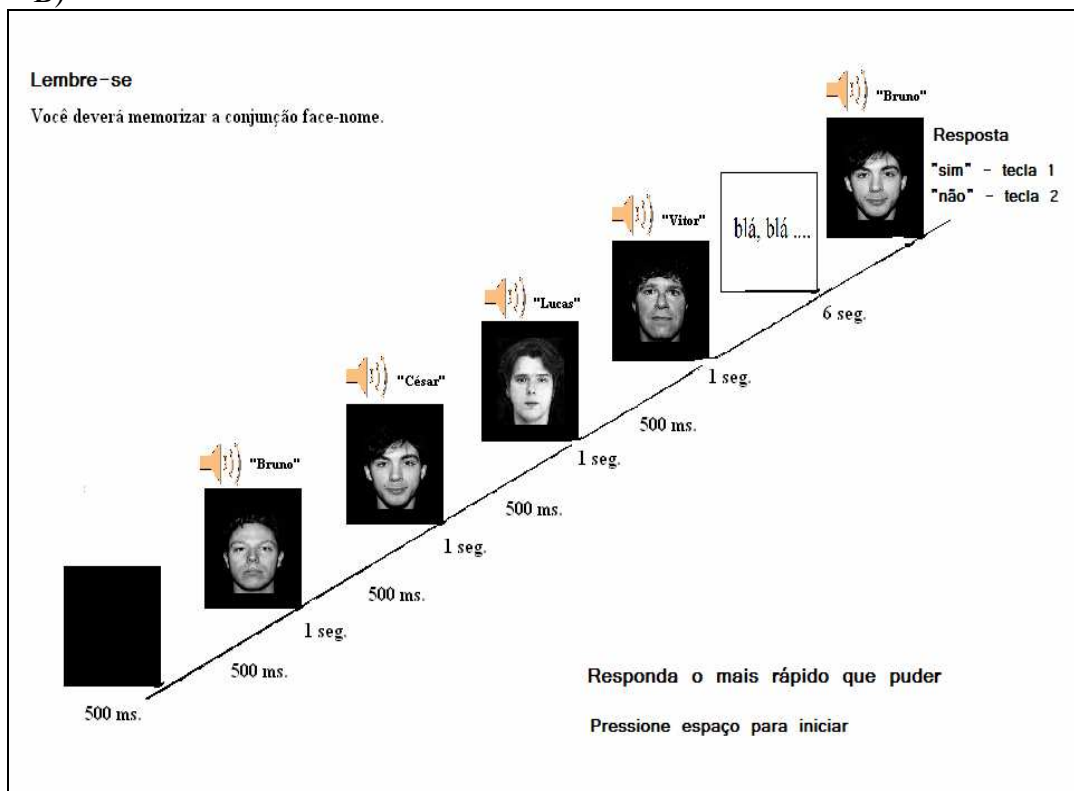 B)
Lembre-se
Você deverá memorizar a conjunção face-nome.
"Bruno"
Resposta
"sim" - tecla 1
"não" - tecla 2
"Vitor"
blá, blá ....
6 seg.
"Lucas"
1 seg.
"César"
500 ms.
1 seg.
"Bruno"
500 ms.
1 seg.
500 ms.
1 seg.
500 ms.
500 ms.
Responda o mais rápido que puder
Pressione espaço para iniciar